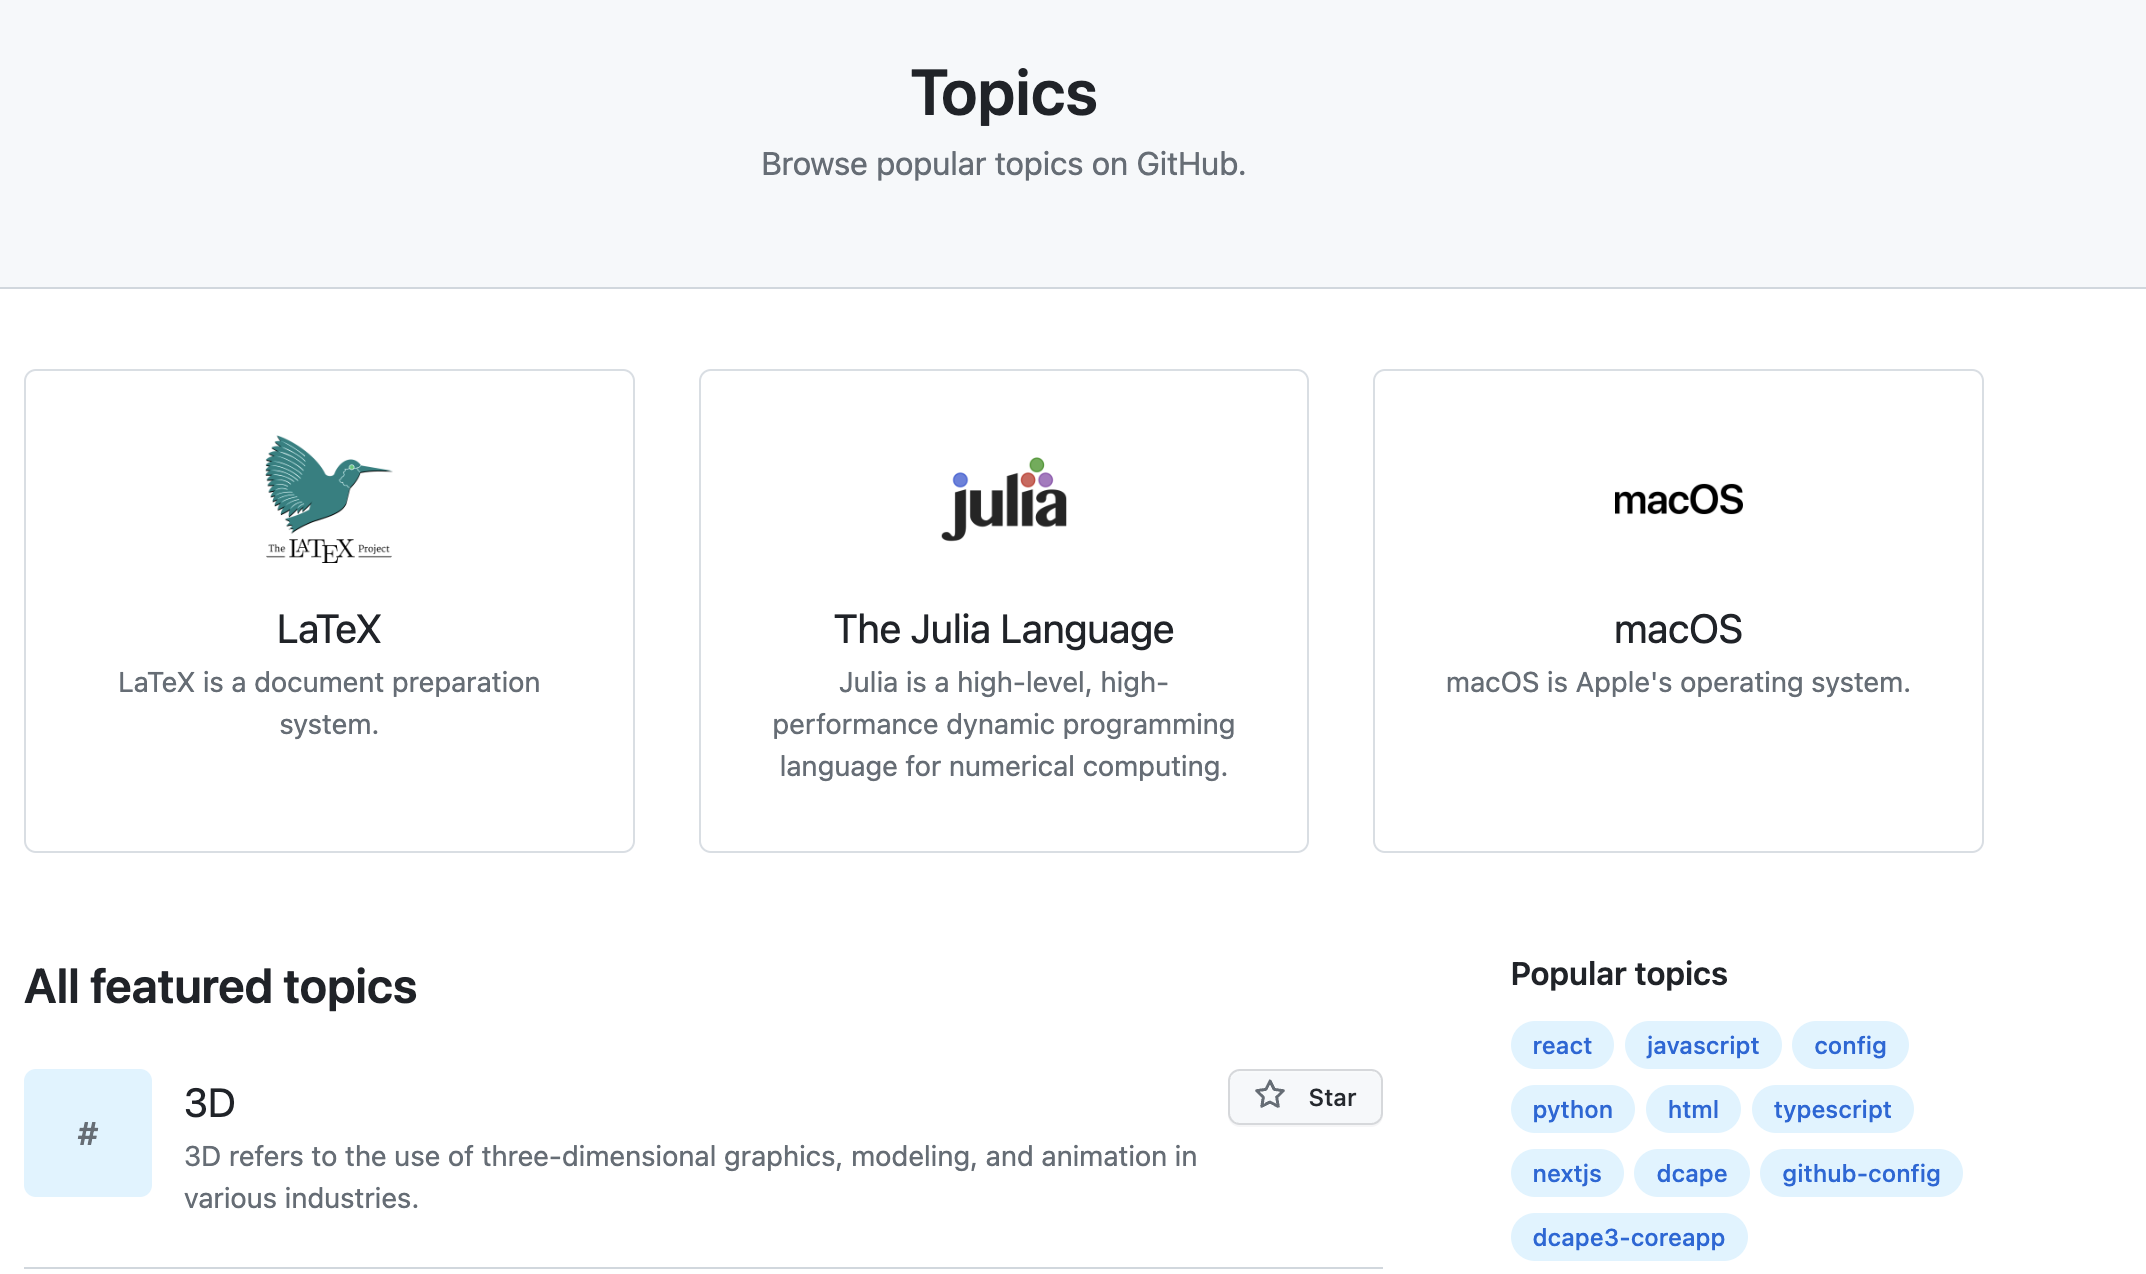 Topics
Browse popular topics on GitHub.
The LATEX Project
LaTeX
LaTeX is a document preparation
system.
julia
The Julia Language
Julia is a high-level, high-
performance dynamic programming
language for numerical computing.
macOS
macOS
macOS is Apple's operating system.
All featured topics
#
3D
3D refers to the use of three-dimensional graphics, modeling, and animation in
various industries.
Star
Popular topics
react javascript config
python html typescript
nextjs dcape github-config
dcape3-coreapp